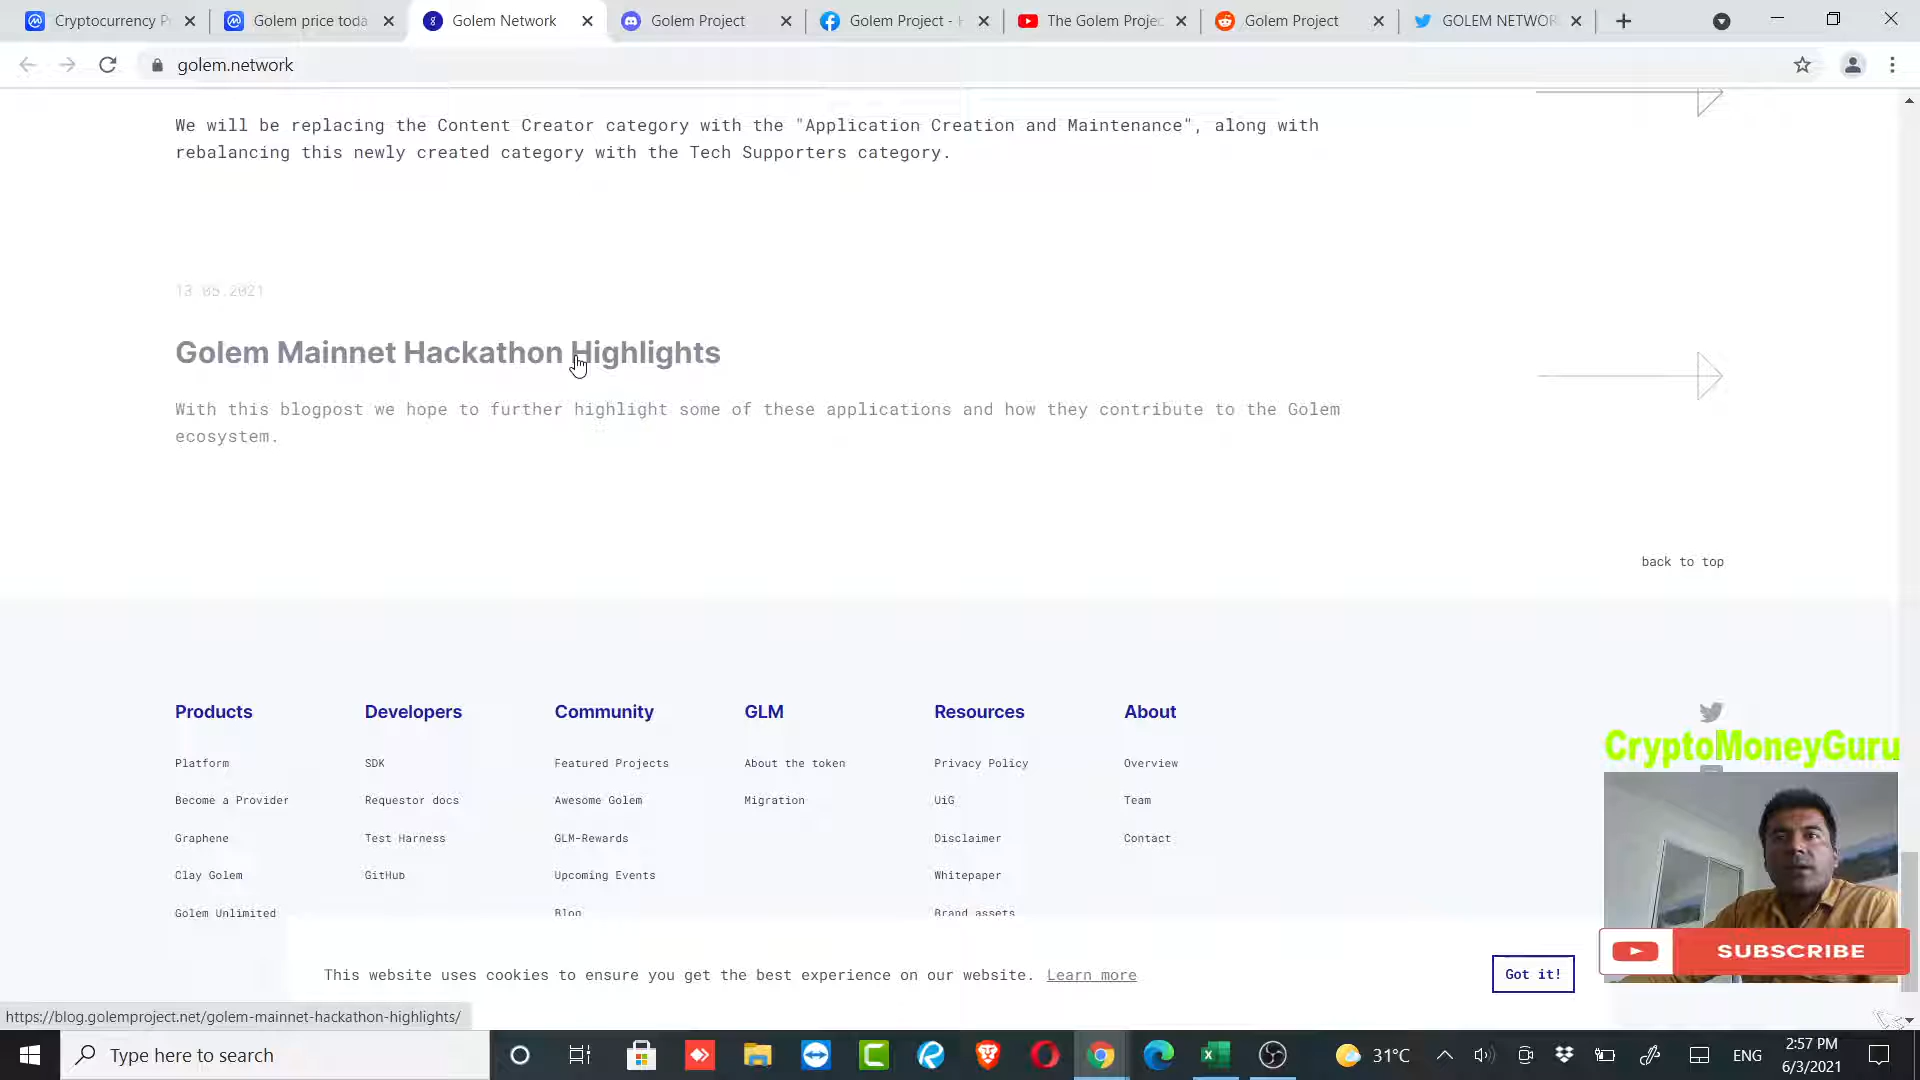 Cryptocurrency P
Golem price toda
Golem Network
Golem Project
Golem Project -
The Golem Projec
Golem Project
GOLEM NETWOR
golem.network
We will be replacing the Content Creator category with the "Application Creation and Maintenance", along with
rebalancing this newly created category with the Tech Supporters category.
13 05.2021
Golem Mainnet Hackathon Highlights
With this blogpost we hope to further highlight some of these applications and how they contribute to the Golem
ecosystem.
back to top
Products
Developers
Community
GLM
Resources
About
Platform
SDK
Featured Projects
About the token
Privacy Policy
Overview
Become a Provider
Requestor docs
Awesome Golem
Migration
UiG
Team
Graphene
Test Harness
GLM-Rewards
Disclaimer
Contact
Clay Golem
GitHub
Upcoming Events
Whitepaper
Golem Unlimited
Blog
Brand assets
CryptoMoneyGuru
SUBSCRIBE
This website uses cookies to ensure you get the best experience on our website. Learn more
Got it!
https://blog.golemproject.net/golem-mainnet-hackathon-highlights/
Type here to search
31°C
ENG
2:57 PM
6/3/2021